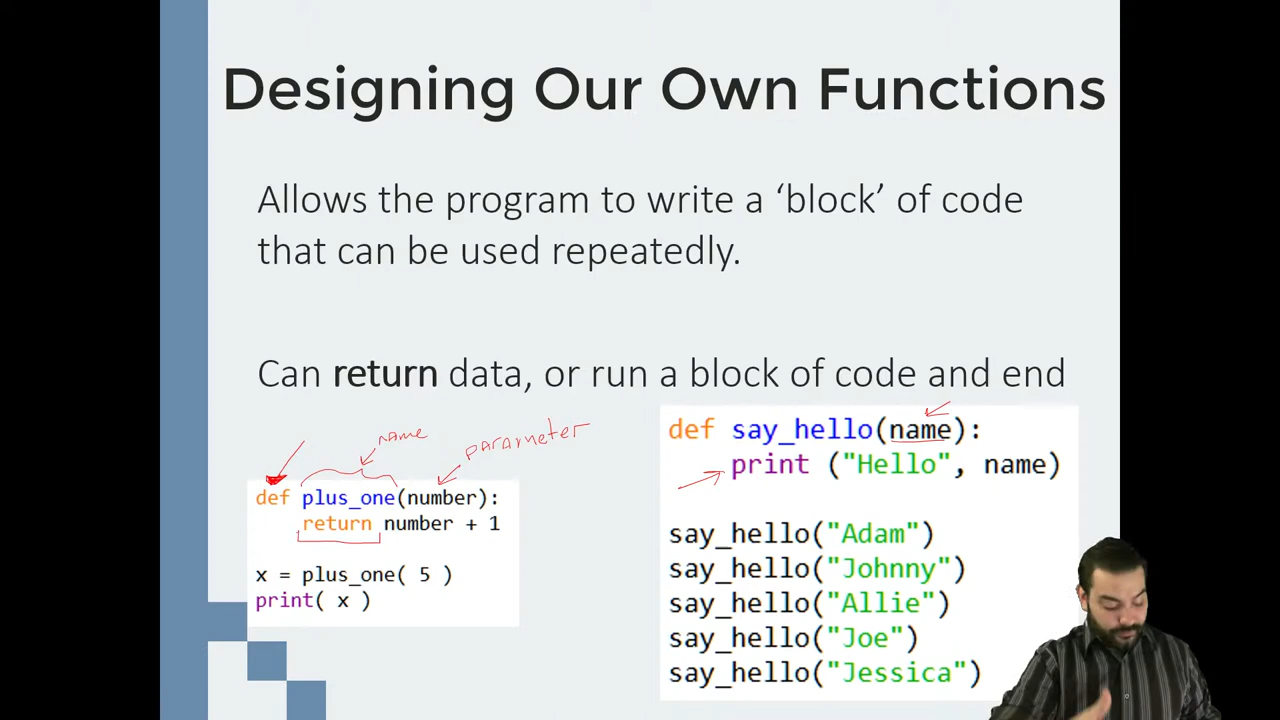 Designing Our Own Functions
Allows the program to write a ‘block’ of code
that can be used repeatedly.
Can return data, or run a block of code and end
name
parameter
def plus_one(number):
return number + 1
x = plus_one( 5 )
print( x )
def say_hello(name):
print ("Hello", name)
say_hello("Adam")
say_hello("Johnny")
say_hello("Allie")
say_hello("Joe")
say_hello("Jessica")